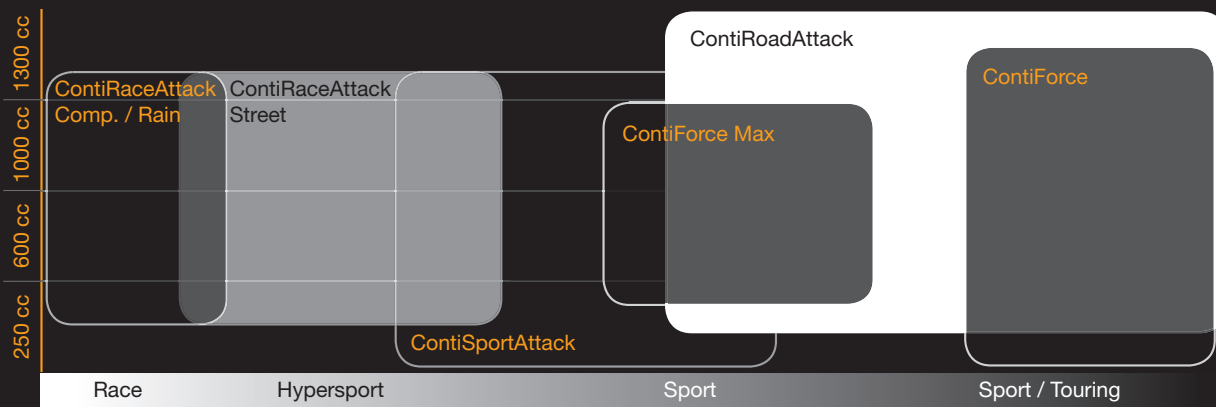 1300 cc
1000 cc
600 cc
250 cc
ContiRaceAttack
Comp. / Rain
ContiRaceAttack
Street
ContiSportAttack
ContiForce Max
ContiRoadAttack
ContiForce
Race
Hypersport
Sport
Sport / Touring